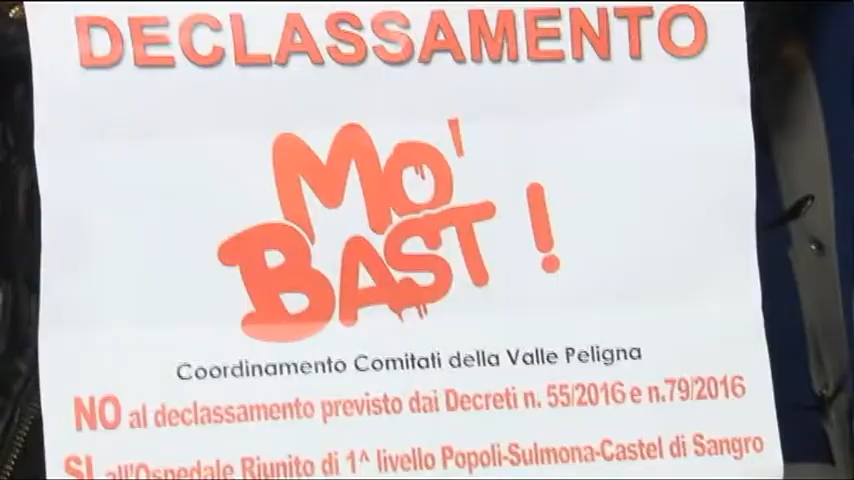 DECLASSAMENTO
MO'
BAST!
Coordinamento Comitati della Valle Peligna
NO al declassamento previsto dai Decreti n. 55/2016 e n.79/2016
SI all'Ospedale Riunito di 1^ livello Popoli-Sulmona-Castel di Sangro